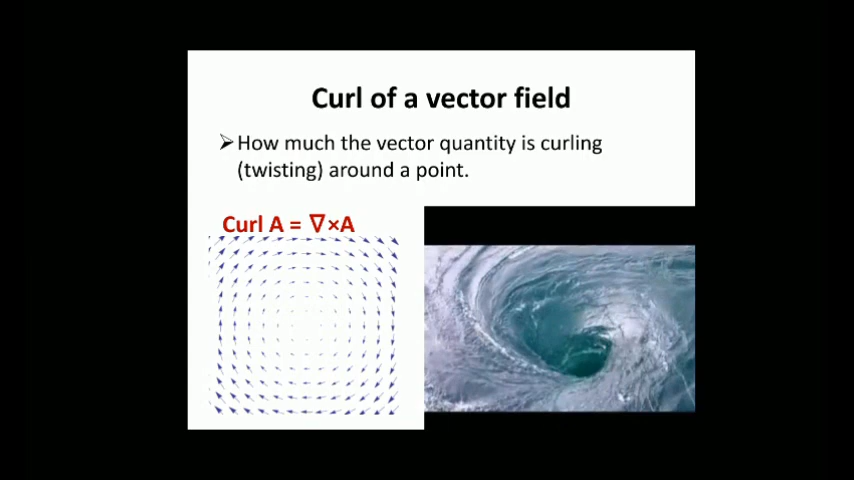 Curl of a vector field
➢How much the vector quantity is curling
(twisting) around a point.
Curl A = ∇×A